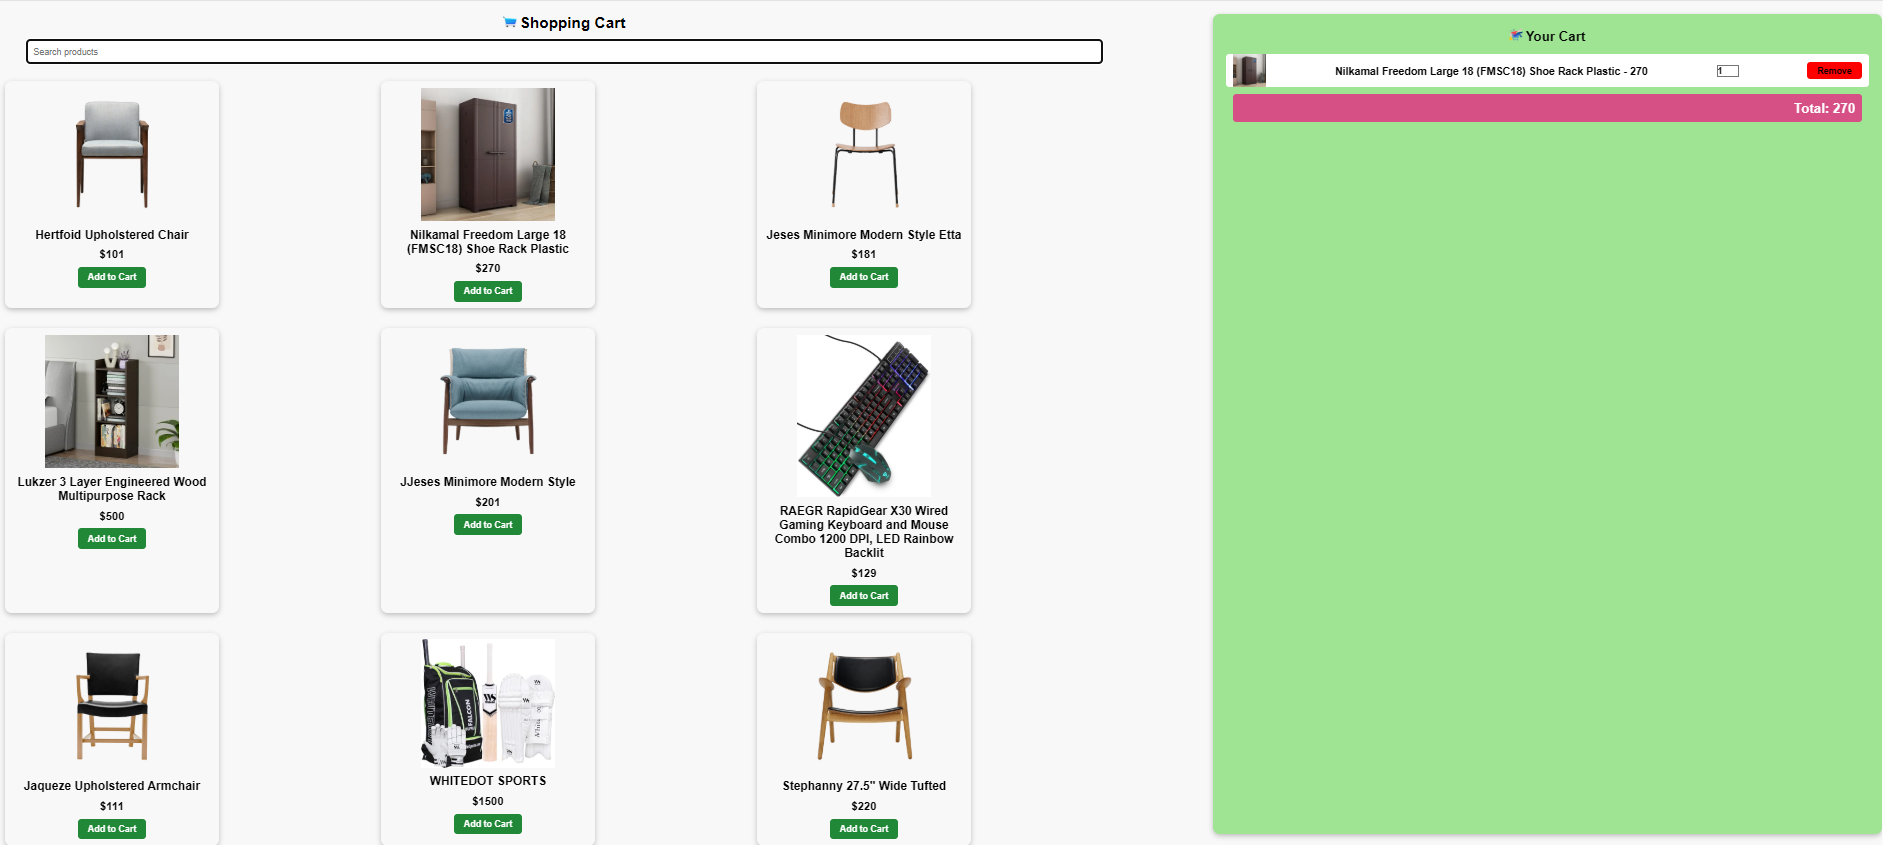 Shopping Cart
Search products
Hertfoid Upholstered Chair
$101
Add to Cart
Nilkamal Freedom Large 18
(FMSC18) Shoe Rack Plastic
$270
Add to Cart
Jeses Minimore Modern Style Etta
$181
Add to Cart
Lukzer 3 Layer Engineered Wood
Multipurpose Rack
$500
Add to Cart
JJeses Minimore Modern Style
$201
Add to Cart
RAEGR RapidGear X30 Wired
Gaming Keyboard and Mouse
Combo 1200 DPI, LED Rainbow
Backlit
$129
Add to Cart
Jaqueze Upholstered Armchair
$111
Add to Cart
FALCON
WS
WHITEDOT SPORTS
$1500
Add to Cart
Stephanny 27.5" Wide Tufted
$220
Add to Cart
Your Cart
Nilkamal Freedom Large 18 (FMSC18) Shoe Rack Plastic - 270
1
Remove
Total: 270